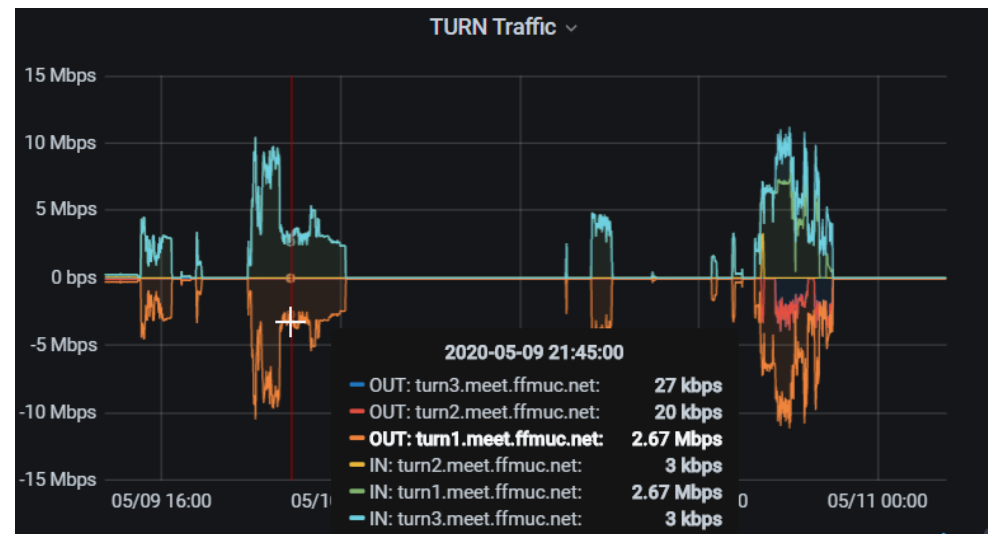 TURN Traffic
15 Mbps
10 Mbps
5 Mbps
0 bps
-5 Mbps
-10 Mbps
-15 Mbps
2020-05-09 21:45:00
OUT: turn3.meet.ffmuc.net: 27 kbps
OUT: turn2.meet.ffmuc.net: 20 kbps
OUT: turn1.meet.ffmuc.net: 2.67 Mbps
IN: turn2.meet.ffmuc.net: 3 kbps
IN: turn1.meet.ffmuc.net: 2.67 Mbps
IN: turn3.meet.ffmuc.net: 3 kbps
05/09 16:00 05/1 0 05/11 00:00